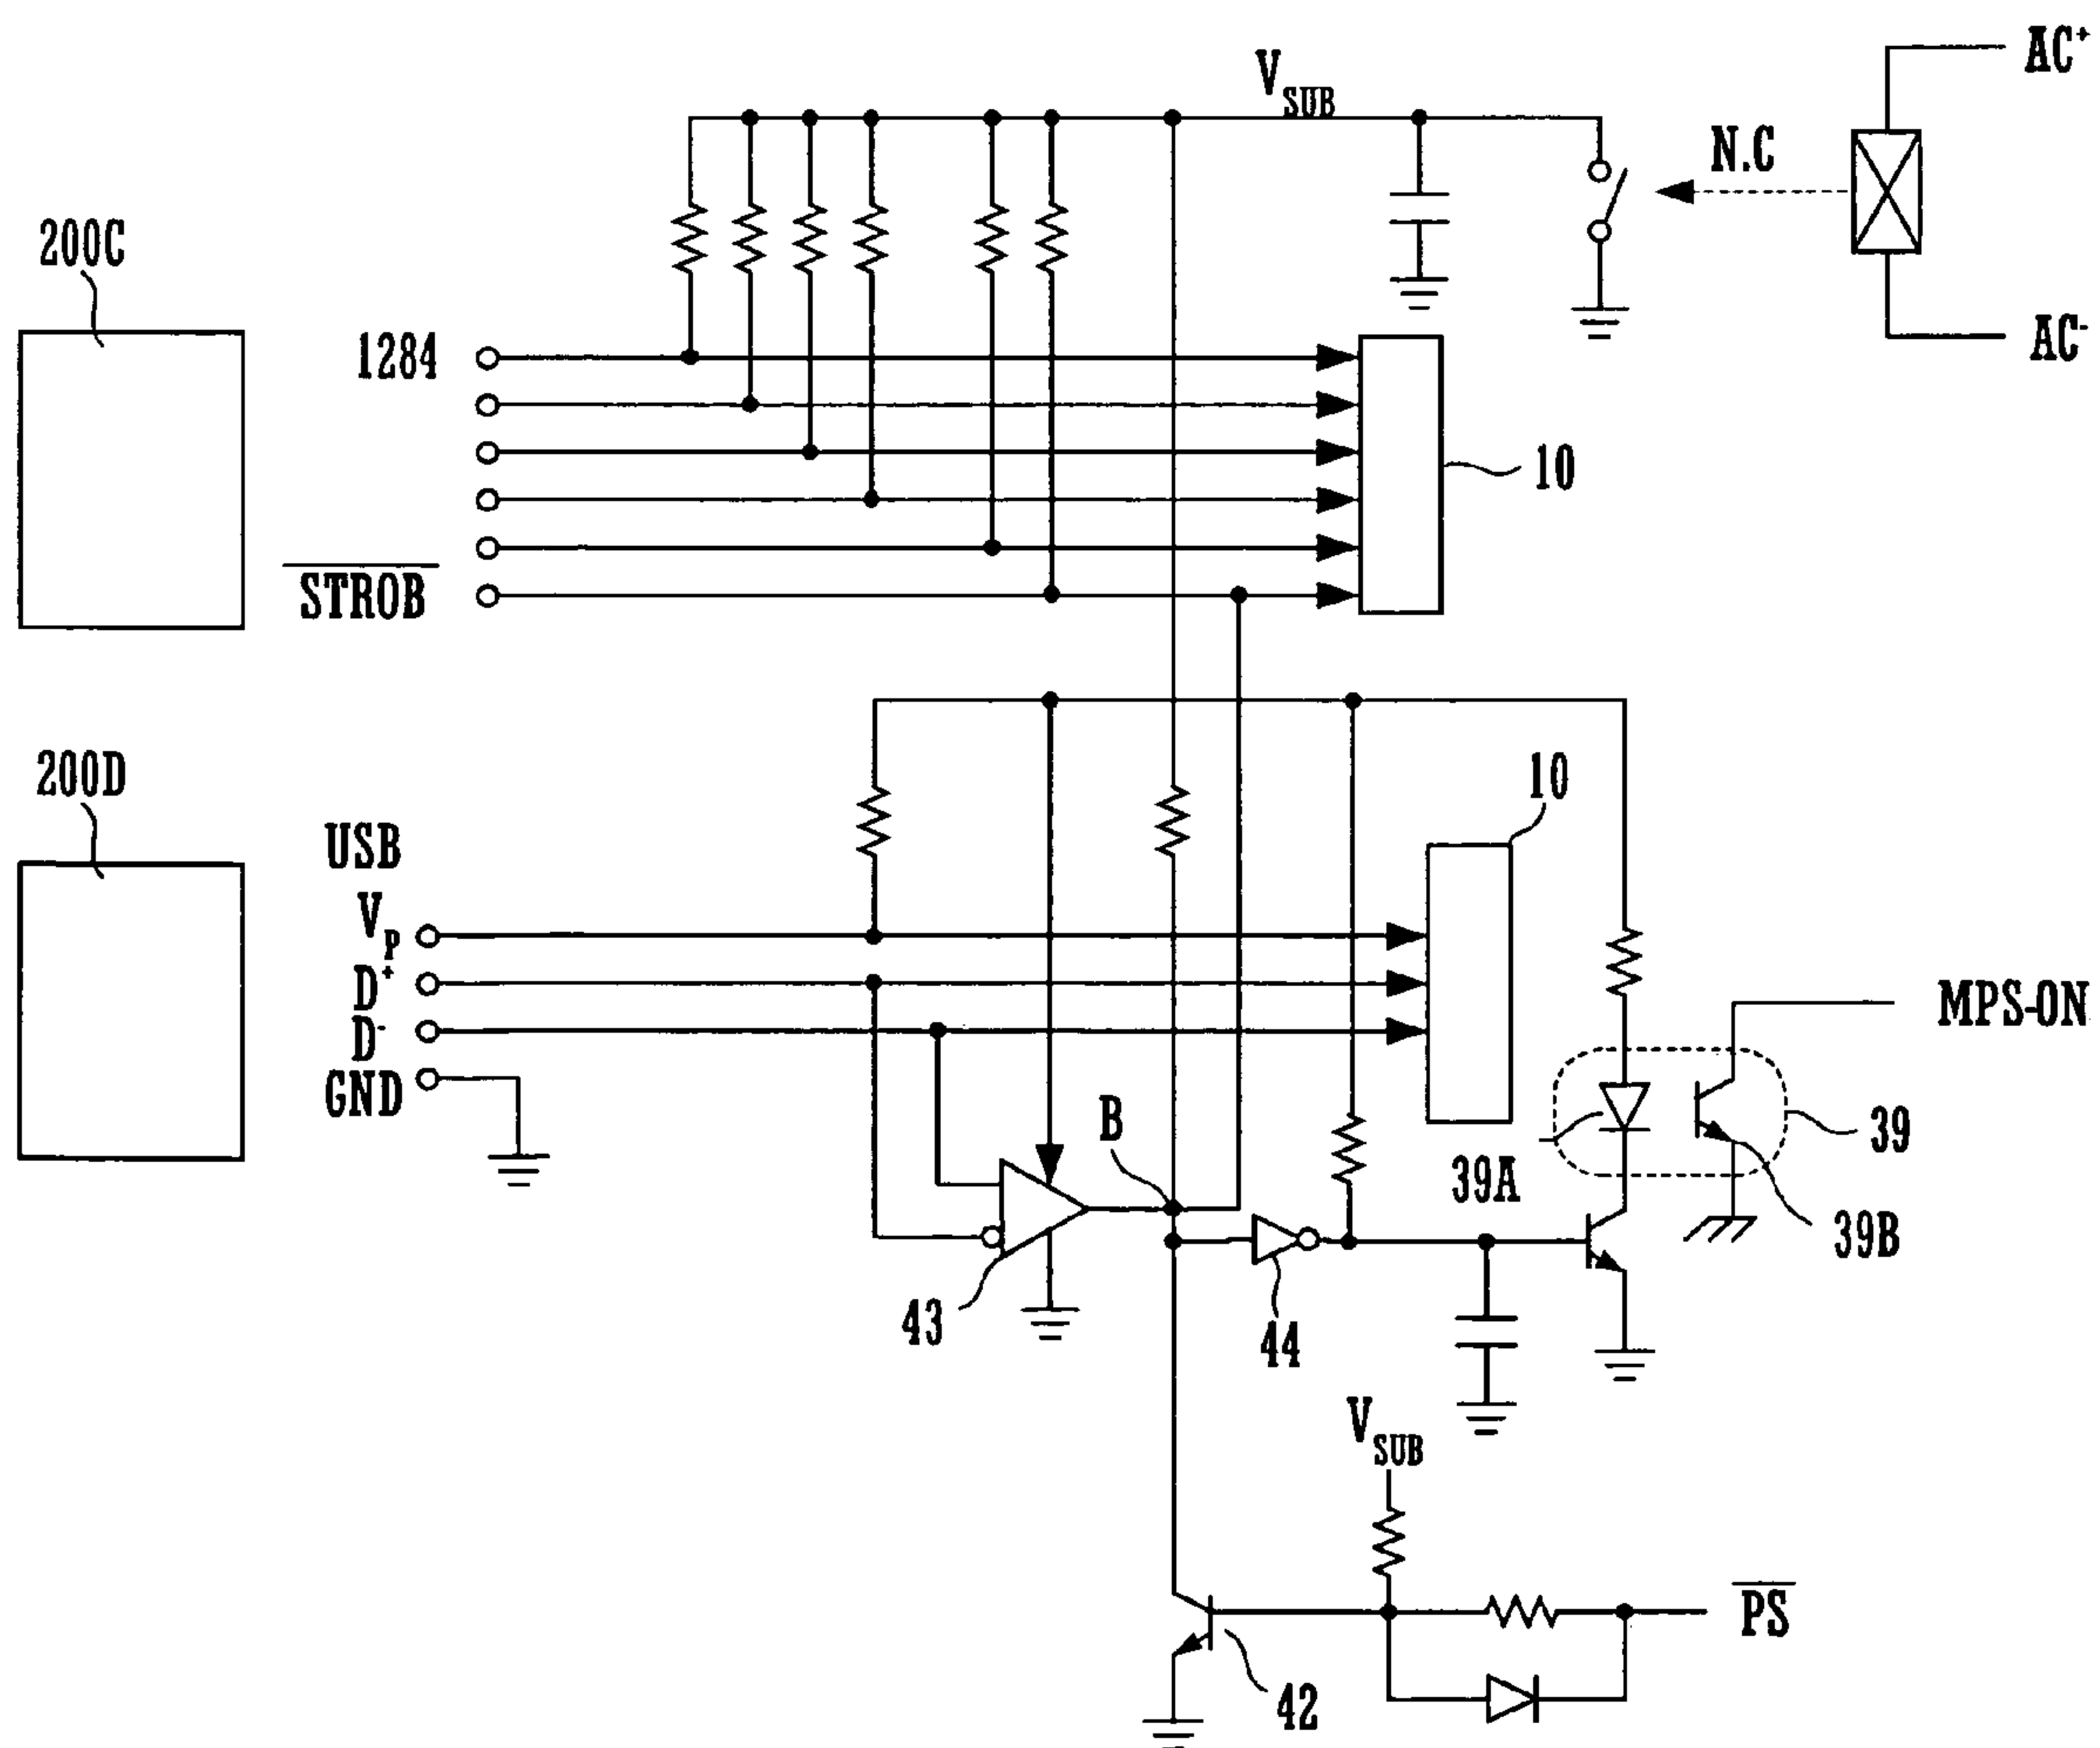 AC⁺
V_SUB
N.C
200C
1284
AC⁻
10
STROB
200D
10
USB
V_P
D⁺
D⁻
MPS-ON
GND
B
39
39A
39B
43
44
V_SUB
PS
42